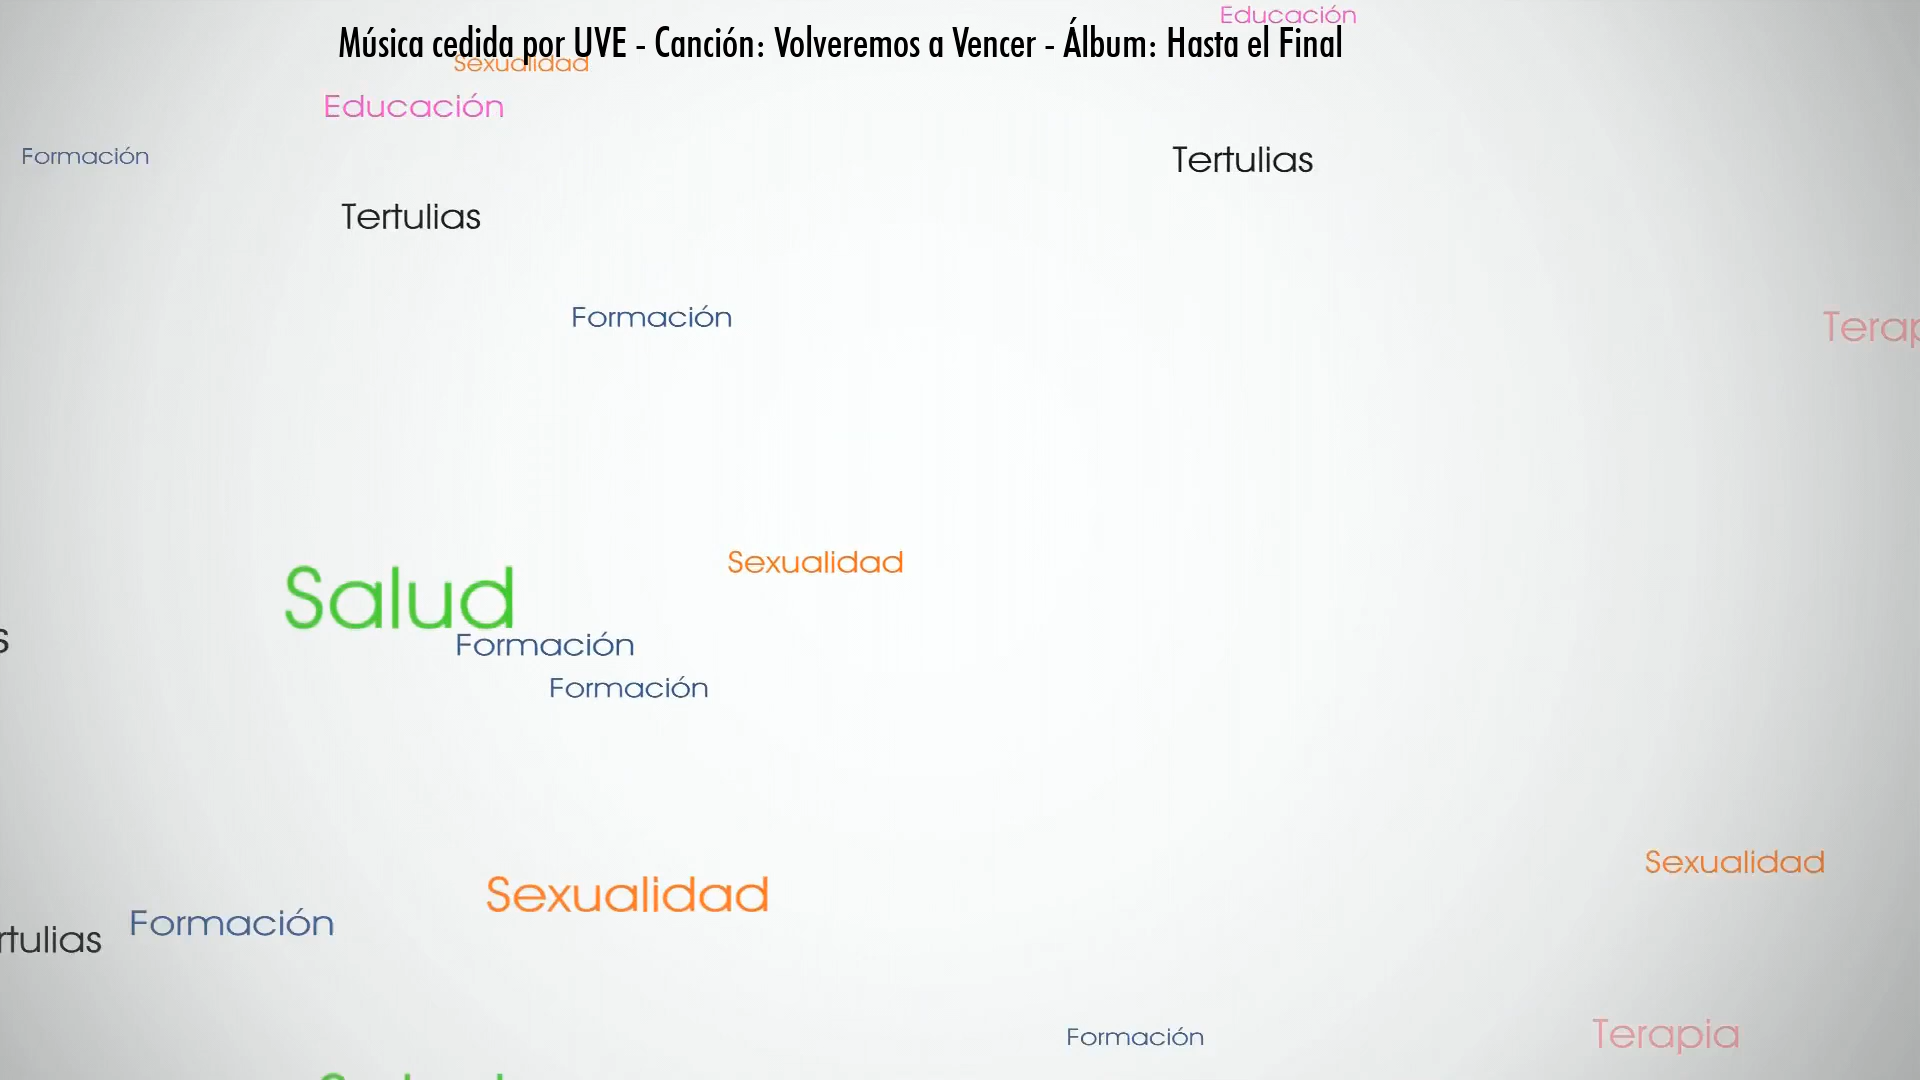 Educación
Música cedida por UVE - Canción: Volveremos a Vencer - Álbum: Hasta el Final
Sexualidad
Educación
Formación
Tertulias
Tertulias
Formación
Sexualidad
Salud
Formación
Formación
Sexualidad
Sexualidad
Formación
Formación
Terapia